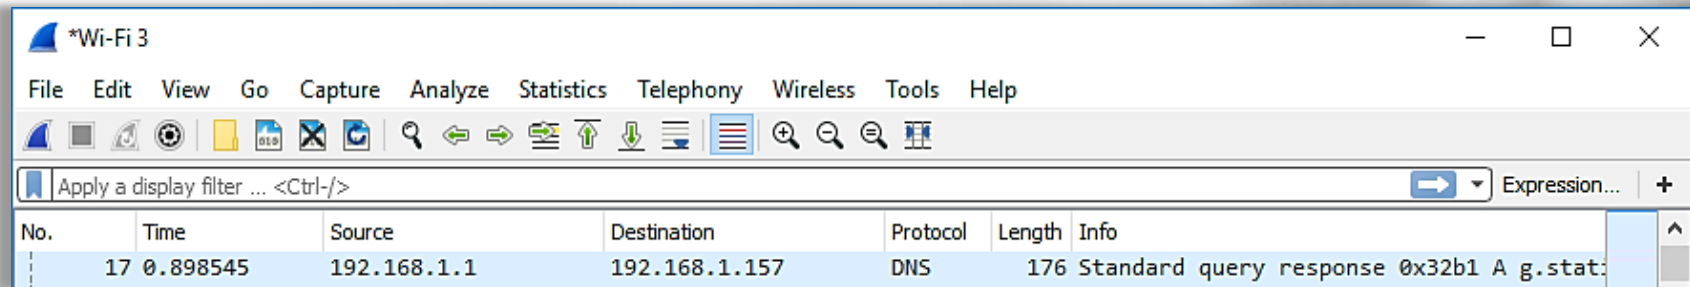 *Wi-Fi 3
File Edit View Go Capture Analyze Statistics Telephony Wireless Tools Help
Apply a display filter ... <Ctrl-/> Expression... +
No. Time Source Destination Protocol Length Info
17 0.898545 192.168.1.1 192.168.1.157 DNS 176 Standard query response 0x32b1 A g.stat